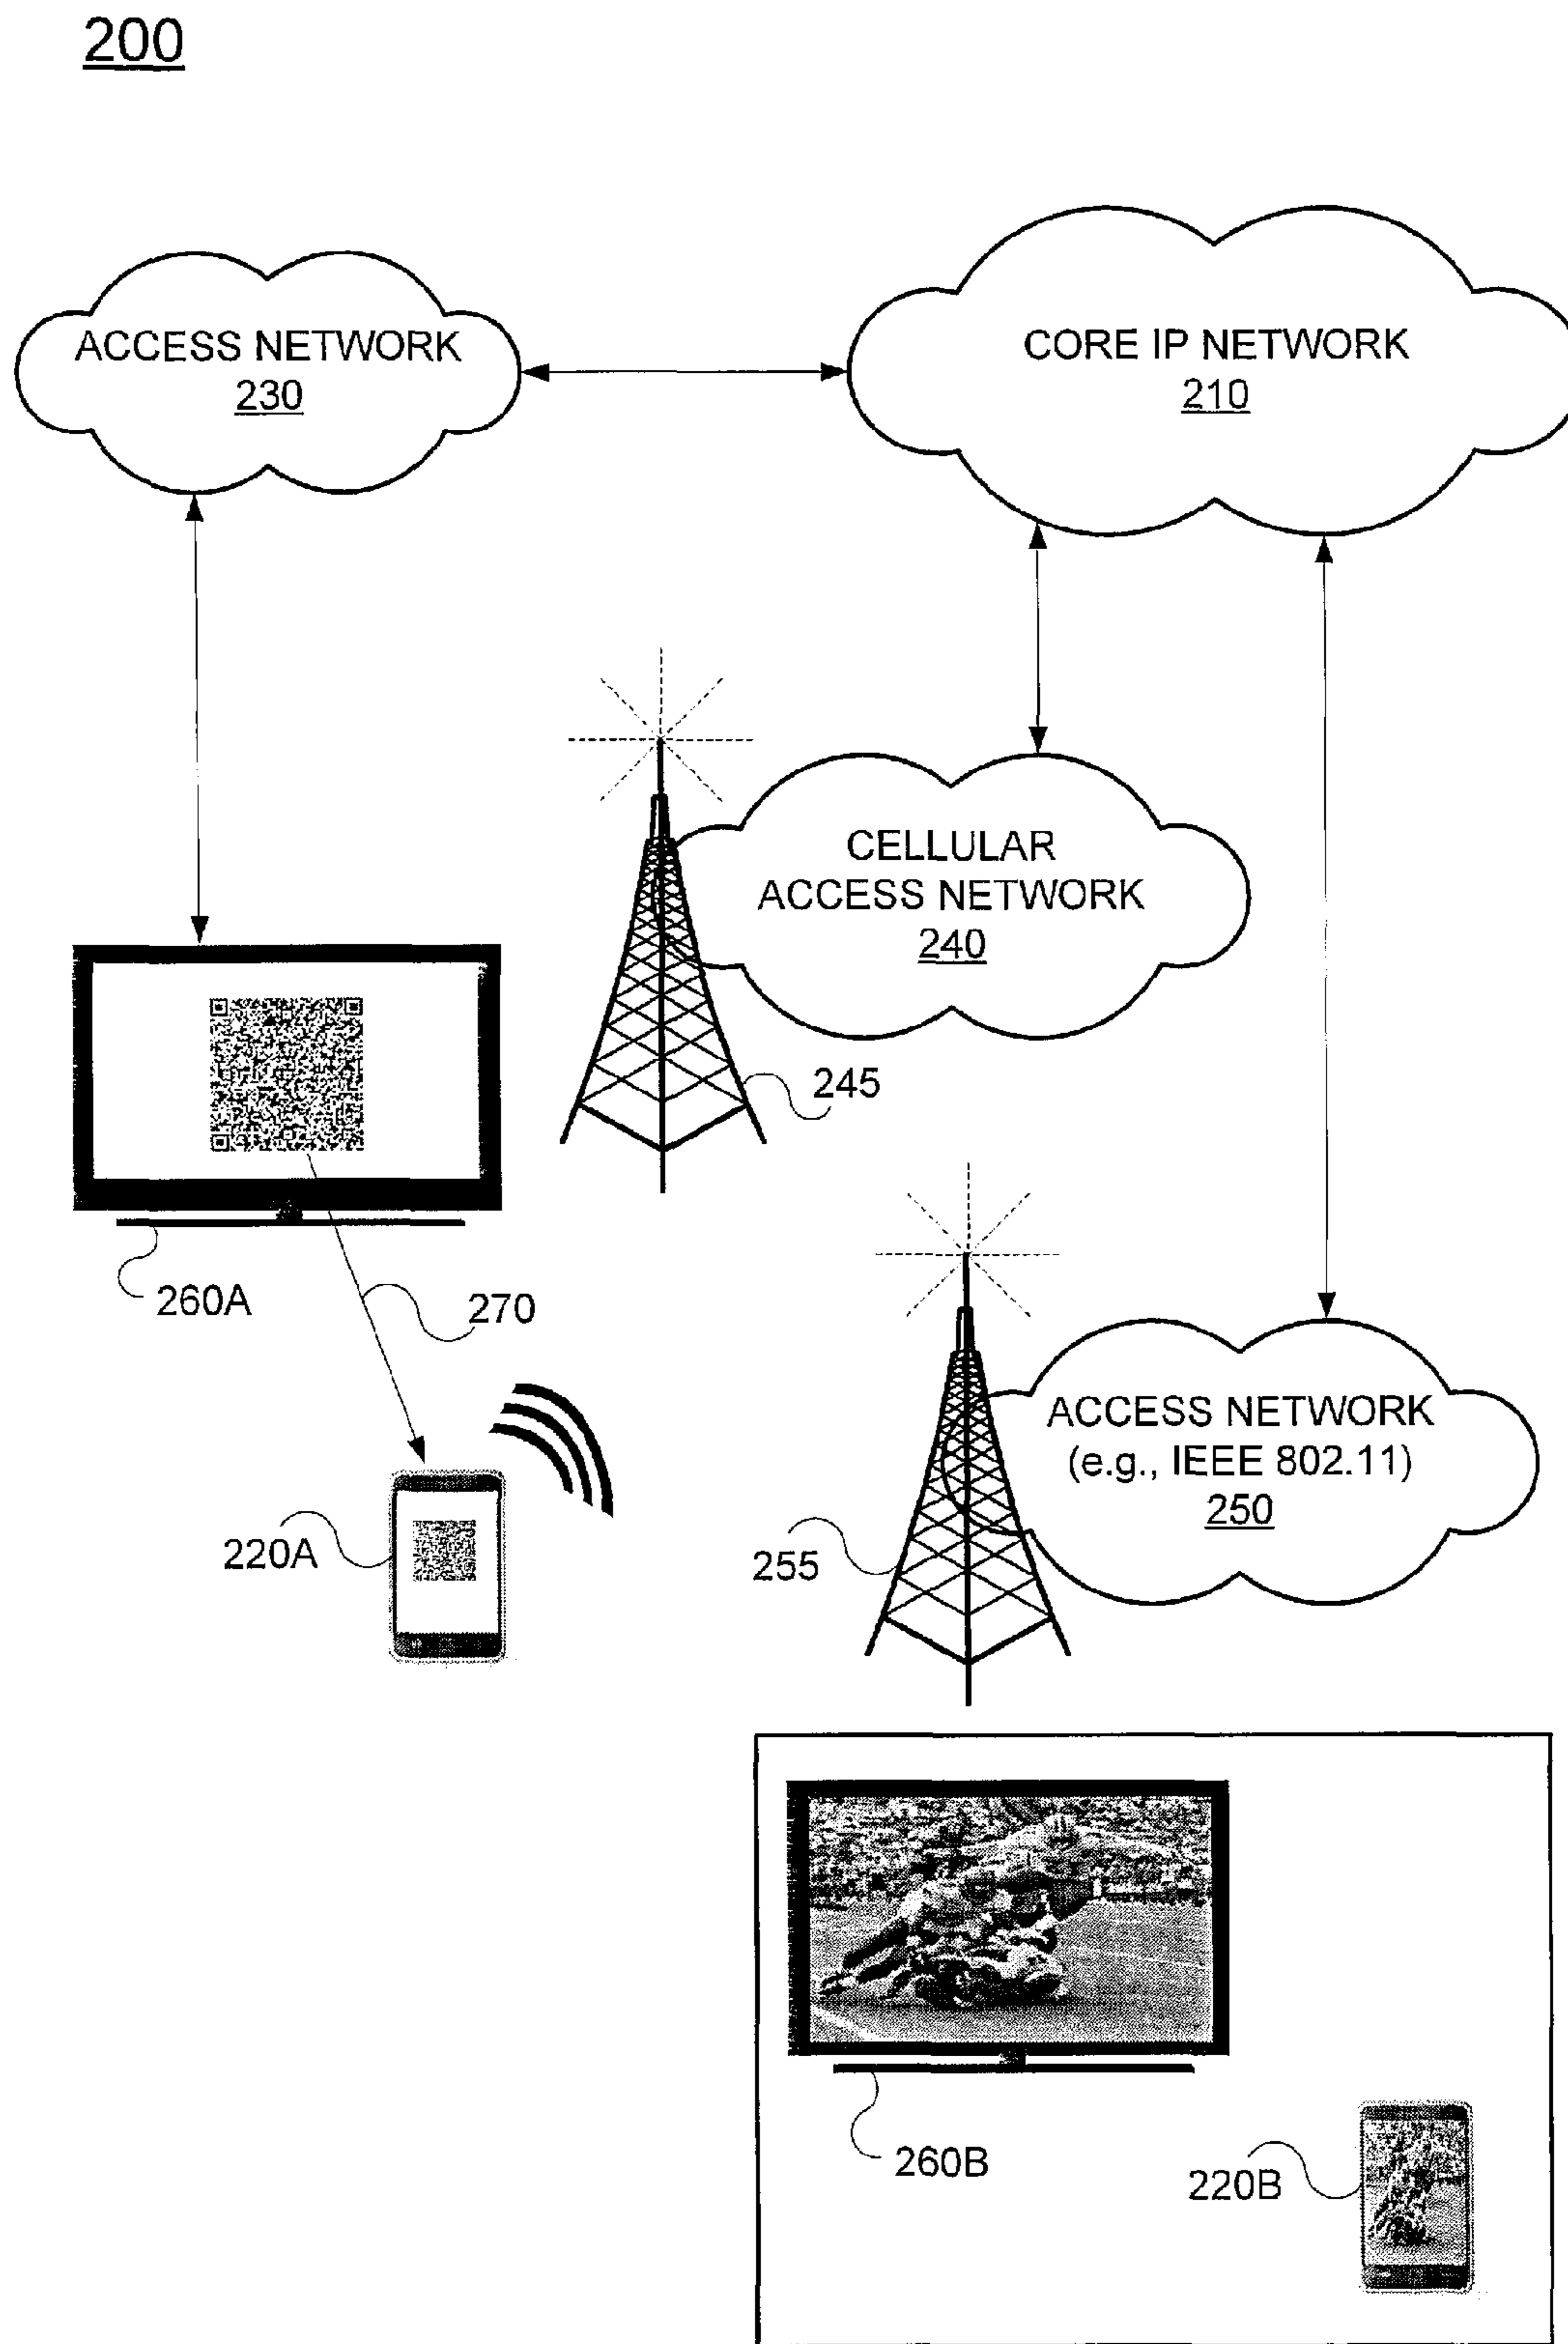 200
ACCESS NETWORK
230
CORE IP NETWORK
210
CELLULAR
ACCESS NETWORK
240
245
260A
270
ACCESS NETWORK
(e.g., IEEE 802.11)
250
220A
255
260B
220B